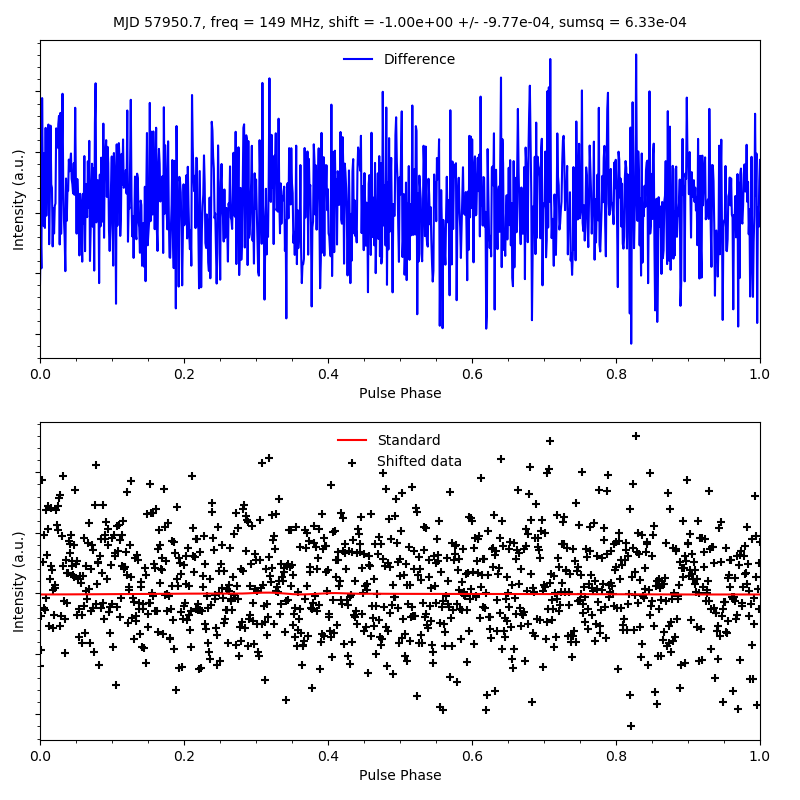 MJD 57950.7, freq = 149 MHz, shift = -1.00e+00 +/- -9.77e-04, sumsq = 6.33e-04
Difference
Intensity (a.u.)
0.0 0.2 0.4 0.6 0.8 1.0
Pulse Phase
Standard
Shifted data
Intensity (a.u.)
0.0 0.2 0.4 0.6 0.8 1.0
Pulse Phase